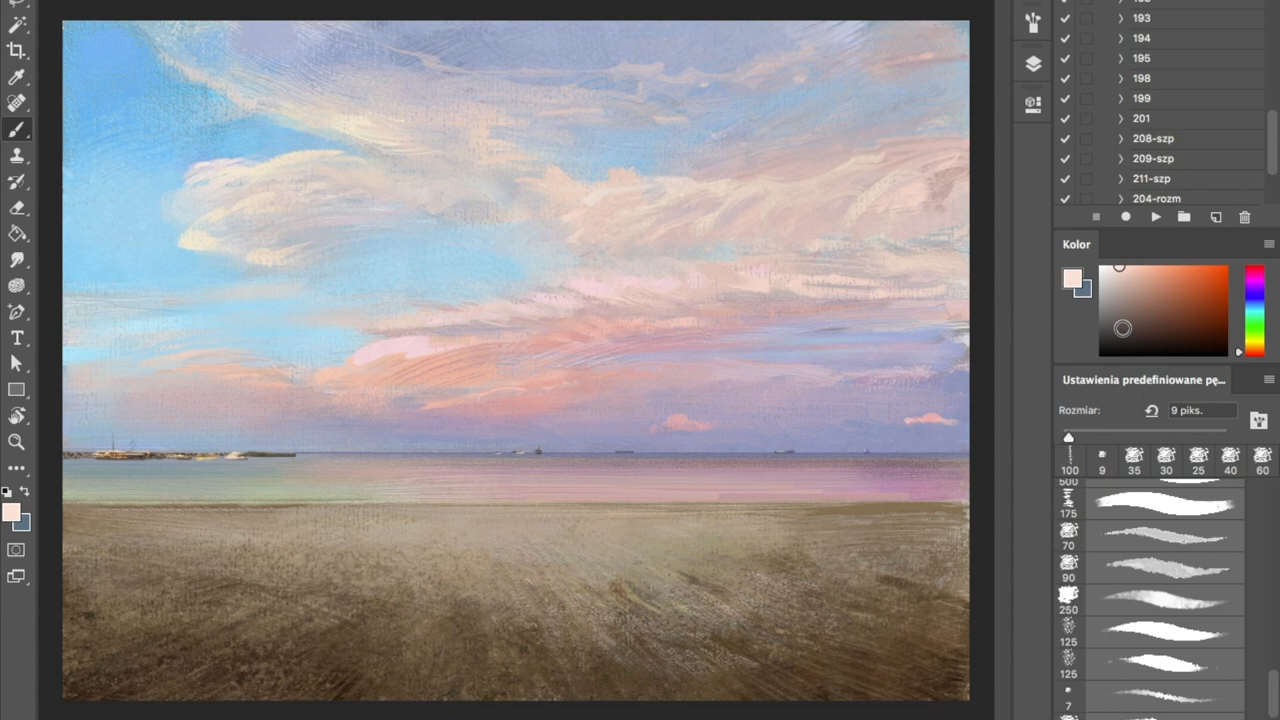 193
194
195
198
199
201
208-szp
209-szp
211-szp
204-rozm
Kolor
Ustawienia predefiniowane pę...
Rozmiar:
9 piks.
100 9 35 30 25 40 60
500
175
70
90
250
125
125
7